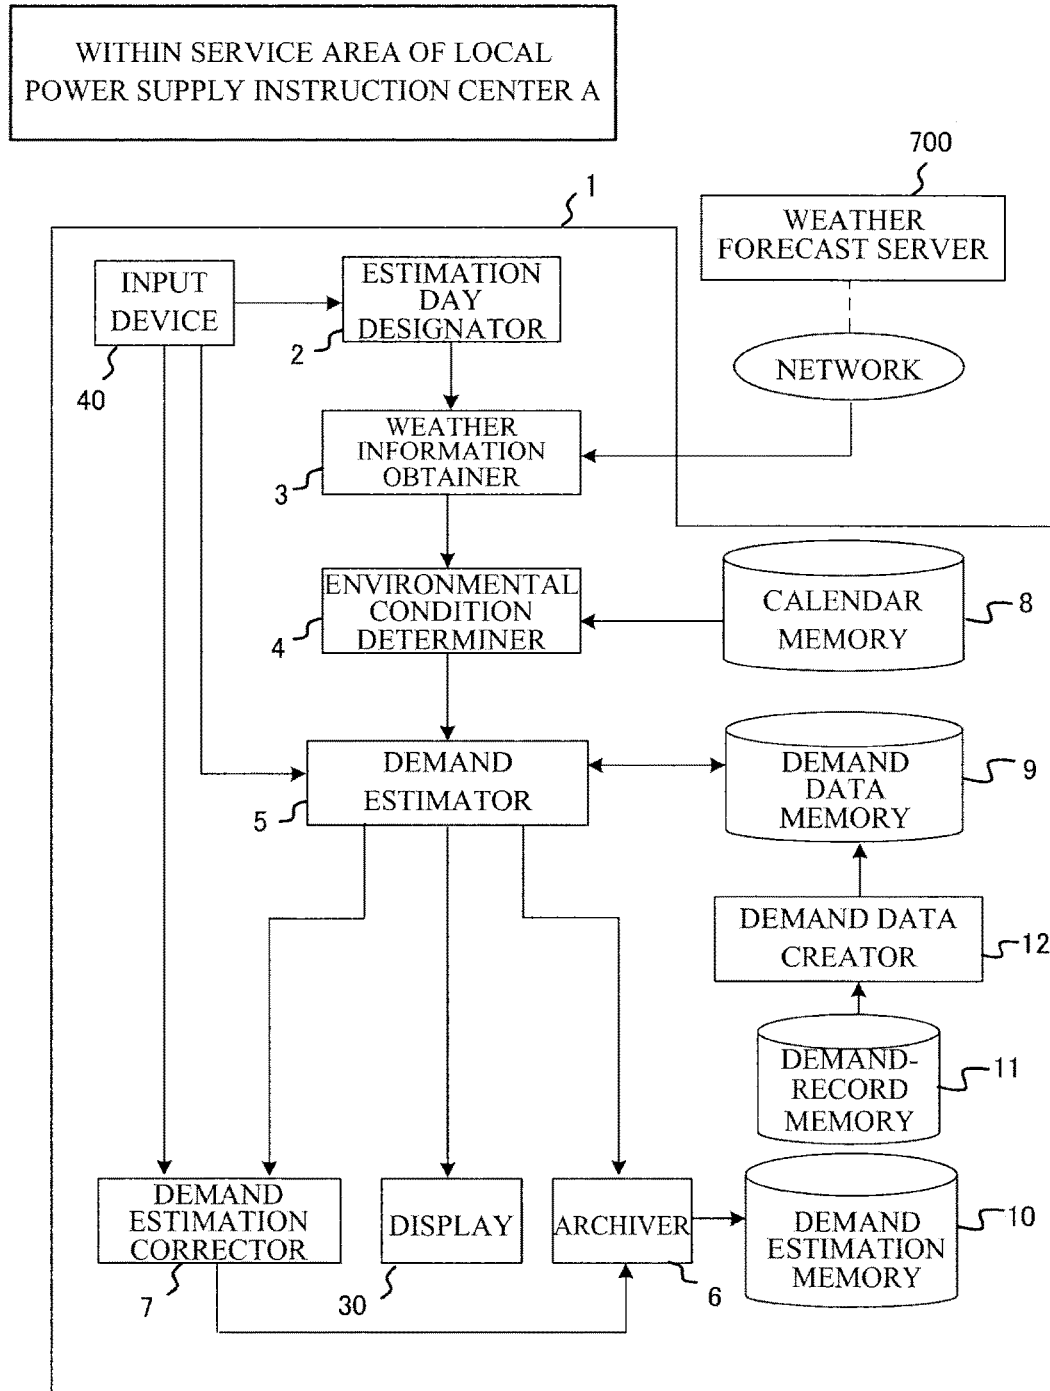 WITHIN SERVICE AREA OF LOCAL
POWER SUPPLY INSTRUCTION CENTER A
700
1
WEATHER
FORECAST SERVER
INPUT
DEVICE
40
ESTIMATION
DAY
DESIGNATOR
2
NETWORK
WEATHER
INFORMATION
OBTAINER
3
ENVIRONMENTAL
CONDITION
DETERMINER
4
CALENDAR
MEMORY
8
DEMAND
ESTIMATOR
5
DEMAND
DATA
MEMORY
9
DEMAND DATA
CREATOR
12
DEMAND-
RECORD
MEMORY
11
DEMAND
ESTIMATION
CORRECTOR
7
DISPLAY
30
ARCHIVER
6
DEMAND
ESTIMATION
MEMORY
10